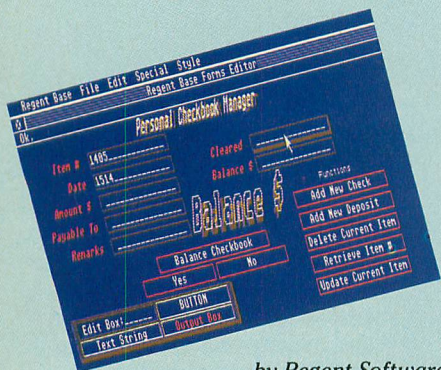 Regent Base File Edit Special Style
Regent Base Forms Editor
Ok.
Personal Checkbook Manager
Item # 1405
Date 1514
Amount $
Payable To
Remarks
Cleared
Balance $
Balance $
Functions
Add New Check
Add New Deposit
Delete Current Item
Retrieve Item #
Update Current Item
Balance Checkbook
Yes
No
Edit Box:
BUTTON
Text String
Output Box
by Regent Software